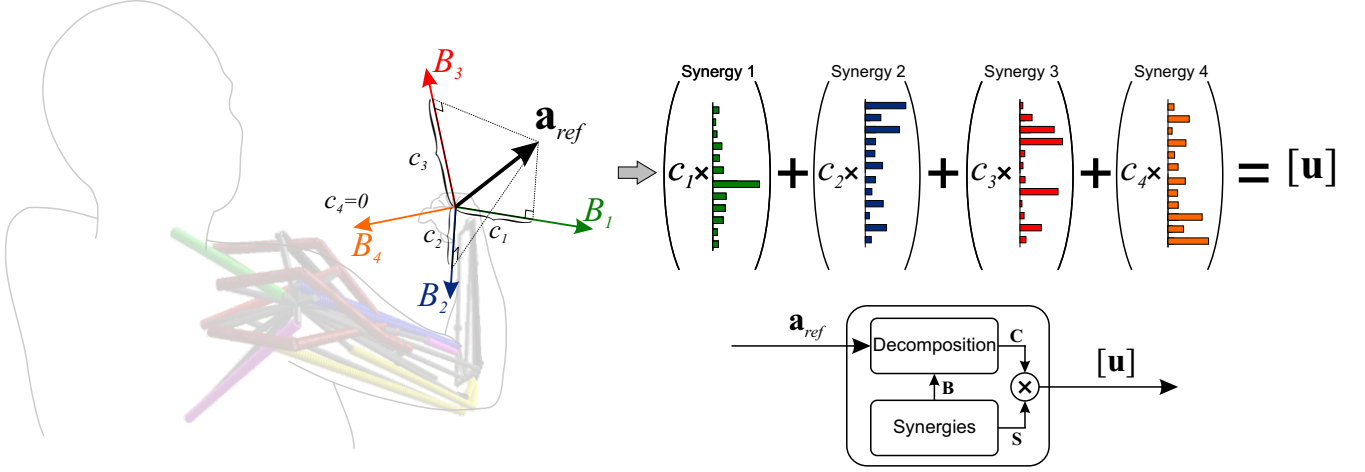 B₃
a_ref
c₃
c₄=0
B₄
c₂
c₁
B₁
B₂
Synergy 1
Synergy 2
Synergy 3
Synergy 4
c₁× + c₂× + c₃× + c₄× = [u]
a_ref
Decomposition
C
B
×
[u]
Synergies
S